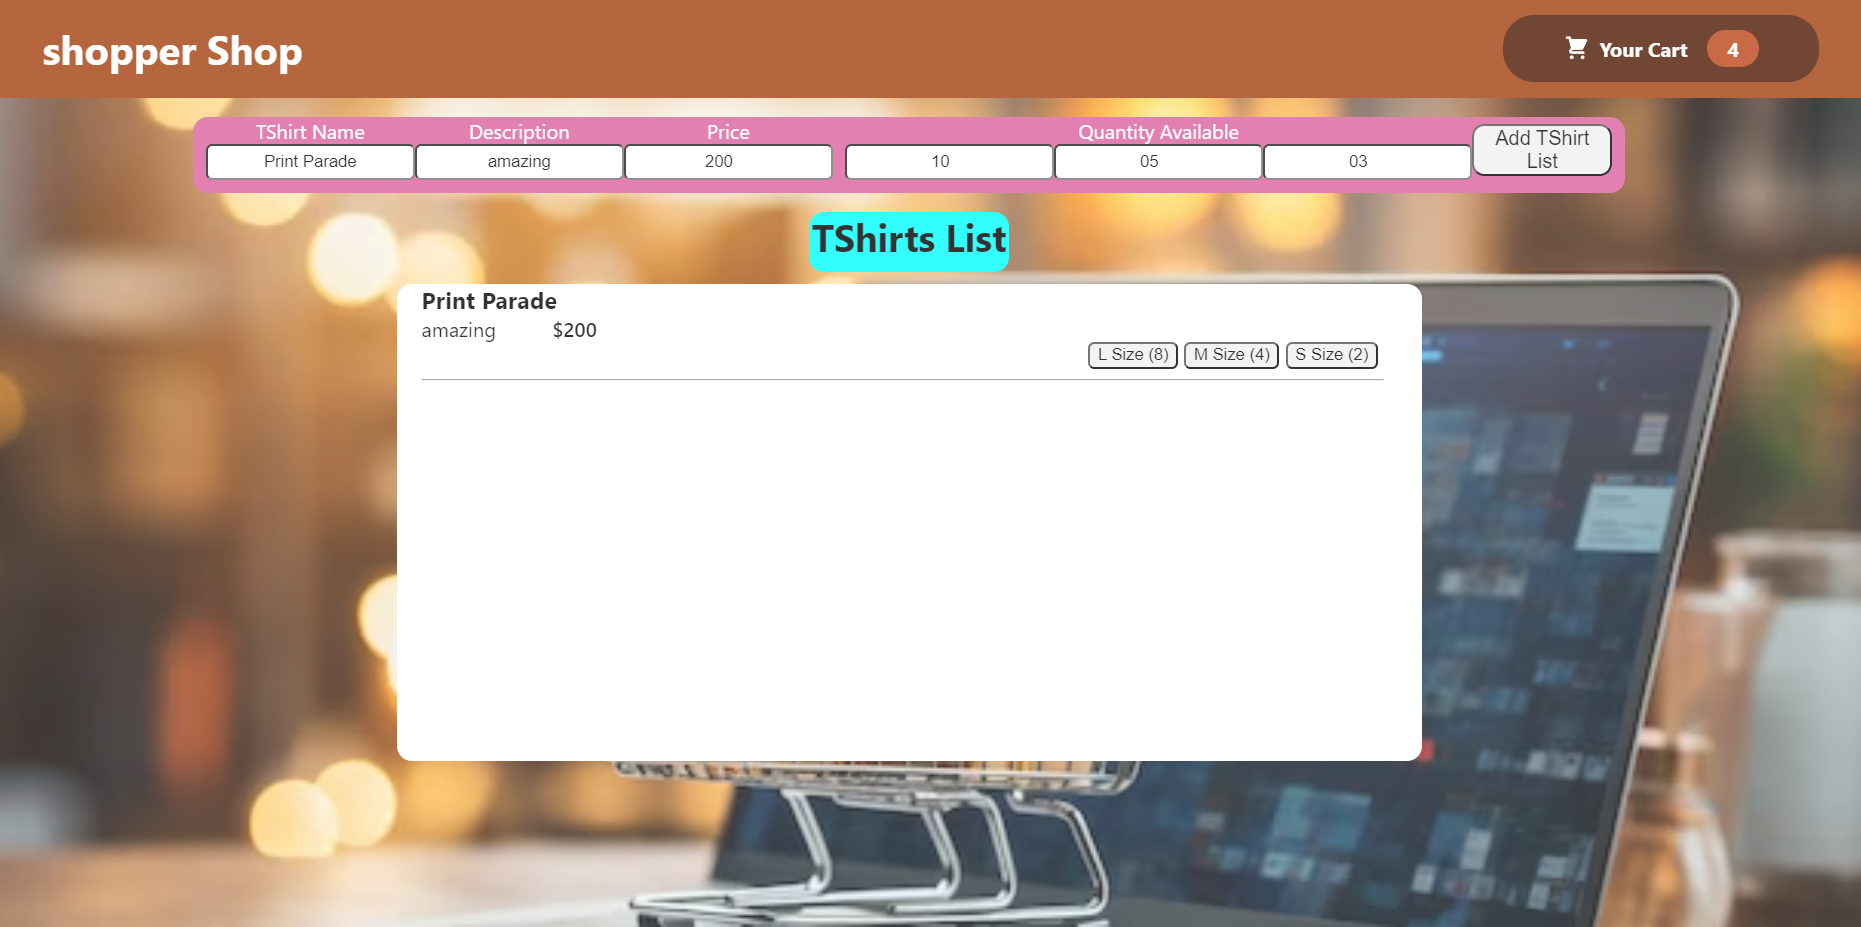 shopper Shop
Your Cart 4
TShirt Name Description Price Quantity Available
Print Parade amazing 200 10 05 03
Add TShirt
List
TShirts List
Print Parade
amazing $200
L Size (8) M Size (4) S Size (2)